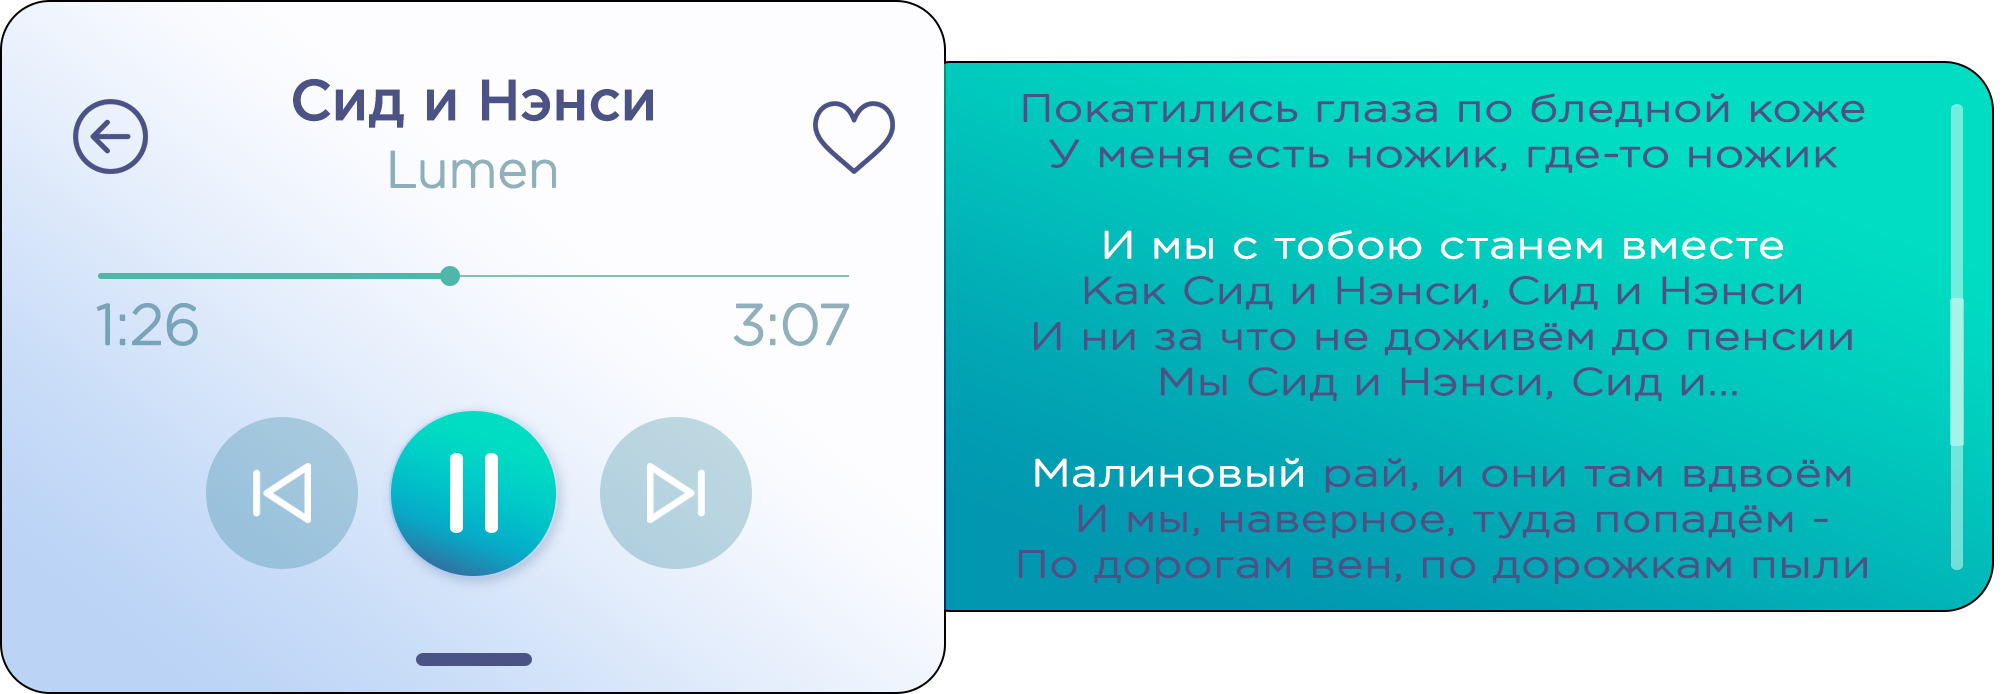 Сид и Нэнси
Lumen
1:26
3:07
Покатились глаза по бледной коже
У меня есть ножик, где-то ножик
И мы с тобою станем вместе
Как Сид и Нэнси, Сид и Нэнси
И ни за что не доживём до пенсии
Мы Сид и Нэнси, Сид и...
Малиновый рай, и они там вдвоём
И мы, наверное, туда попадём -
По дорогам вен, по дорожкам пыли